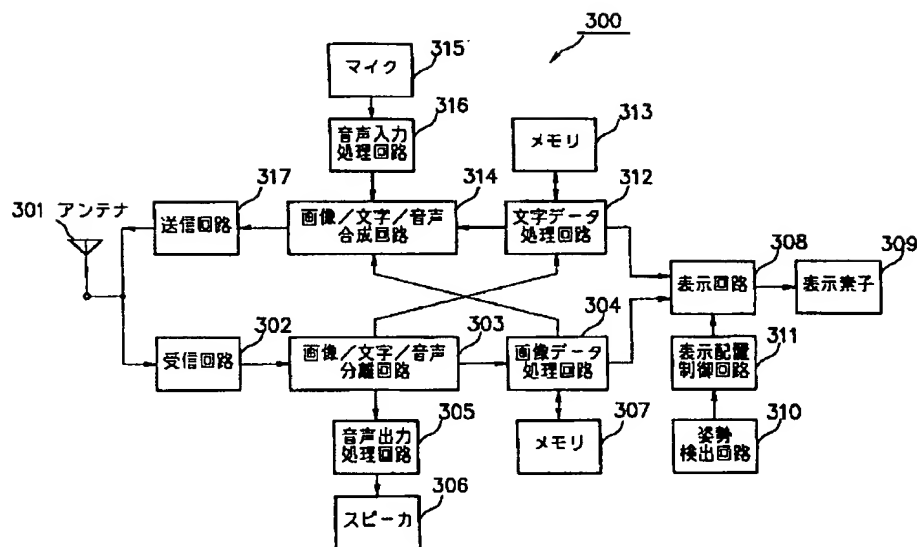 300
315
マイク
316
音声入力
処理回路
313
メモリ
317
314
312
301 アンテナ
送信回路
画像/文字/音声
合成回路
文字データ
処理回路
308
309
表示回路
表示素子
302
303
304
受信回路
画像/文字/音声
分離回路
画像データ
処理回路
311
表示配置
制御回路
305
音声出力
処理回路
307
メモリ
310
姿勢
検出回路
306
スピーカ